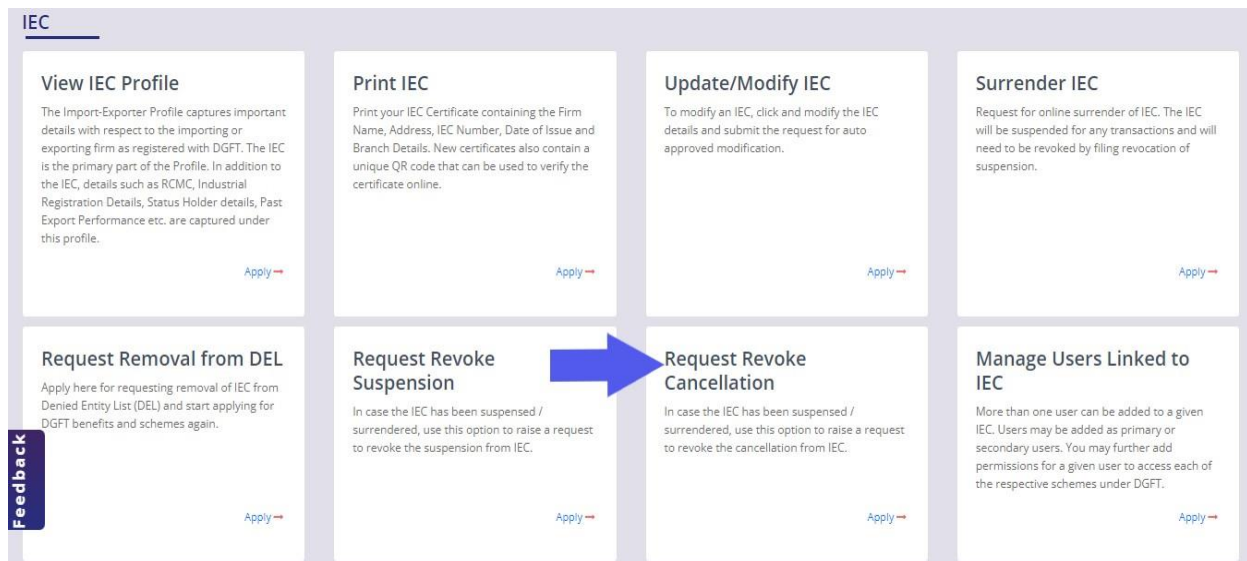 IEC
View IEC Profile
The Import-Exporter Profile captures important
details with respect to the importing or
exporting firm as registered with DGFT. The IEC
is the primary part of the Profile. In addition to
the IEC, details such as RCMC, Industrial
Registration Details, Status Holder details, Past
Export Performance etc. are captured under
this profile.
Apply
Print IEC
Print your IEC Certificate containing the Firm
Name, Address, IEC Number, Date of Issue and
Branch Details. New certificates also contain a
unique QR code that can be used to verify the
certificate online.
Apply
Update/Modify IEC
To modify an IEC, click and modify the IEC
details and submit the request for auto
approved modification.
Apply
Surrender IEC
Request for online surrender of IEC. The IEC
will be suspended for any transactions and will
need to be revoked by filing revocation of
suspension.
Apply
Request Removal from DEL
Apply here for requesting removal of IEC from
Denied Entity List (DEL) and start applying for
DGFT benefits and schemes again.
Apply
Request Revoke
Suspension
In case the IEC has been suspended /
surrendered, use this option to raise a request
to revoke the suspension from IEC.
Apply
Request Revoke
Cancellation
In case the IEC has been suspended /
surrendered, use this option to raise a request
to revoke the cancellation from IEC.
Apply
Manage Users Linked to
IEC
More than one user can be added to a given
IEC. Users may be added as primary or
secondary users. You may further add
permissions for a given user to access each of
the respective schemes under DGFT.
Apply
Feedback